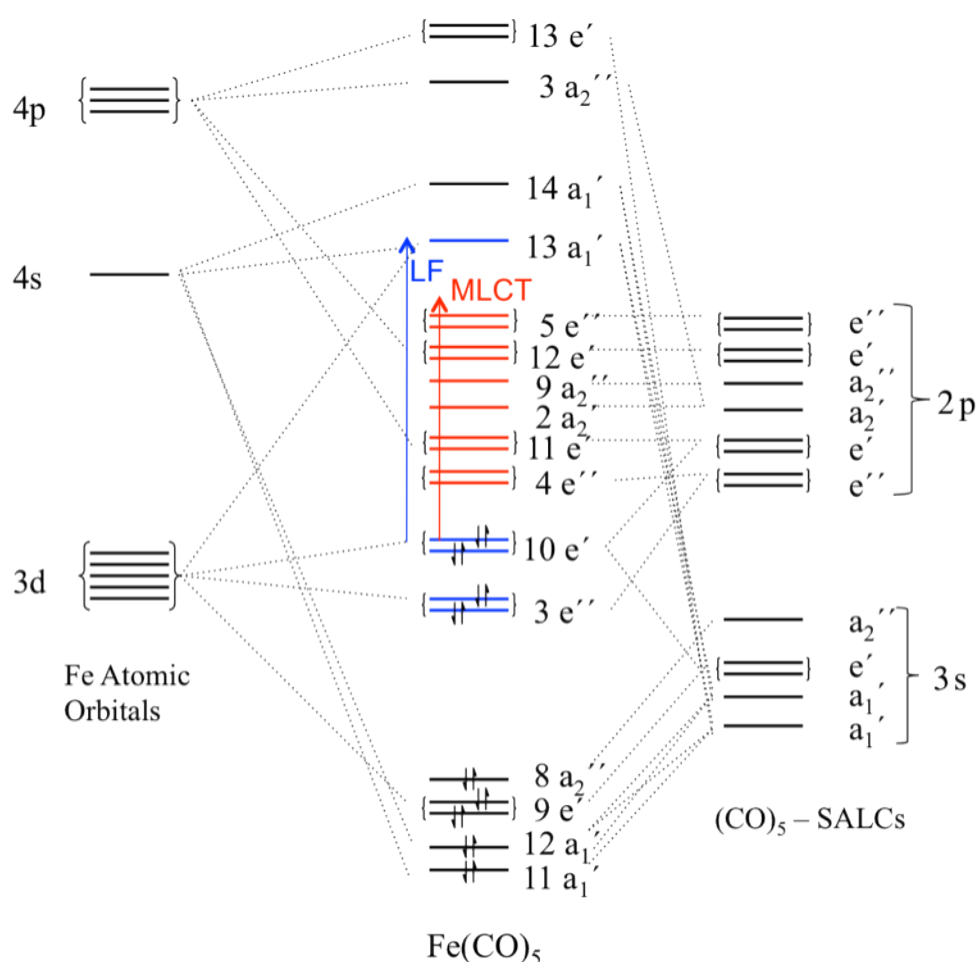 4p
4s
3d
Fe Atomic
Orbitals
13 e′
3 a₂′′
14 a₁′
13 a₁′
LF
MLCT
5 e′′
12 e′
9 a₂′′
2 a₂′
11 e′
4 e′′
10 e′
3 e′′
8 a₂′′
9 e′
12 a₁′
11 a₁′
Fe(CO)₅
e′′
e′
a₂′′
a₂′
e′
e′′
2p
a₂′′
e′
a₁′
a₁′
3s
(CO)₅ – SALCs